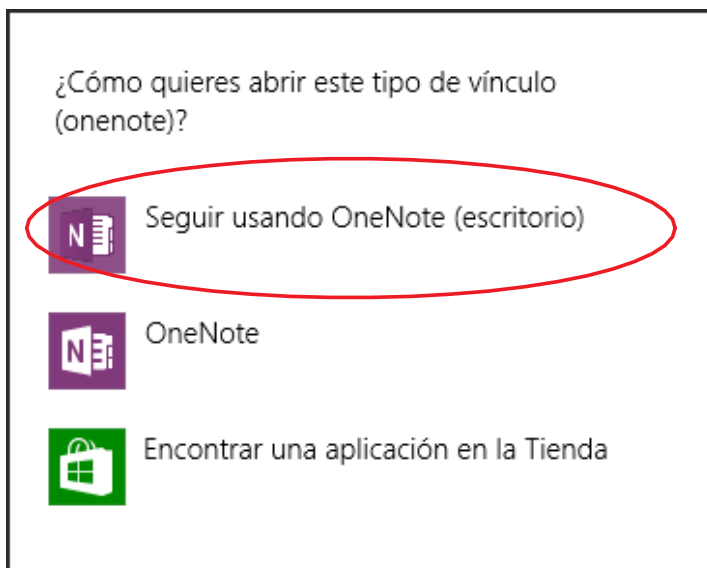 ¿Cómo quieres abrir este tipo de vínculo
(onenote)?
N
Seguir usando OneNote (escritorio)
N
OneNote
Encontrar una aplicación en la Tienda